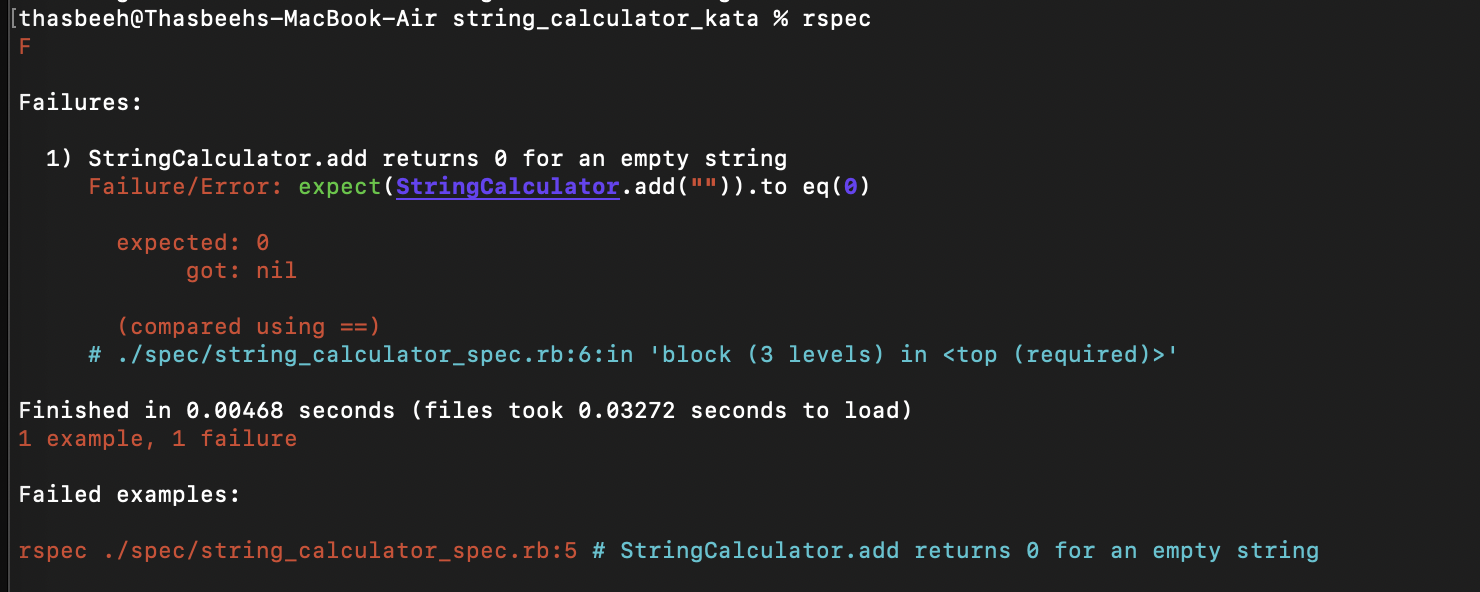 [thasbeeh@Thasbeehs-MacBook-Air string_calculator_kata % rspec
F
Failures:
1) StringCalculator.add returns 0 for an empty string
Failure/Error: expect(StringCalculator.add("")).to eq(0)
expected: 0
got: nil
(compared using ==)
# ./spec/string_calculator_spec.rb:6:in 'block (3 levels) in <top (required)>'
Finished in 0.00468 seconds (files took 0.03272 seconds to load)
1 example, 1 failure
Failed examples:
rspec ./spec/string_calculator_spec.rb:5 # StringCalculator.add returns 0 for an empty string